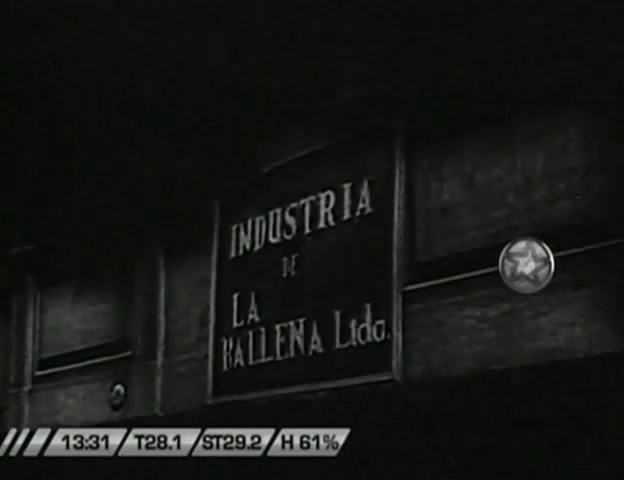 INDUSTRIA
DE
LA
BALLENA Ltda.
13:31 T28.1 ST29.2 H 61%